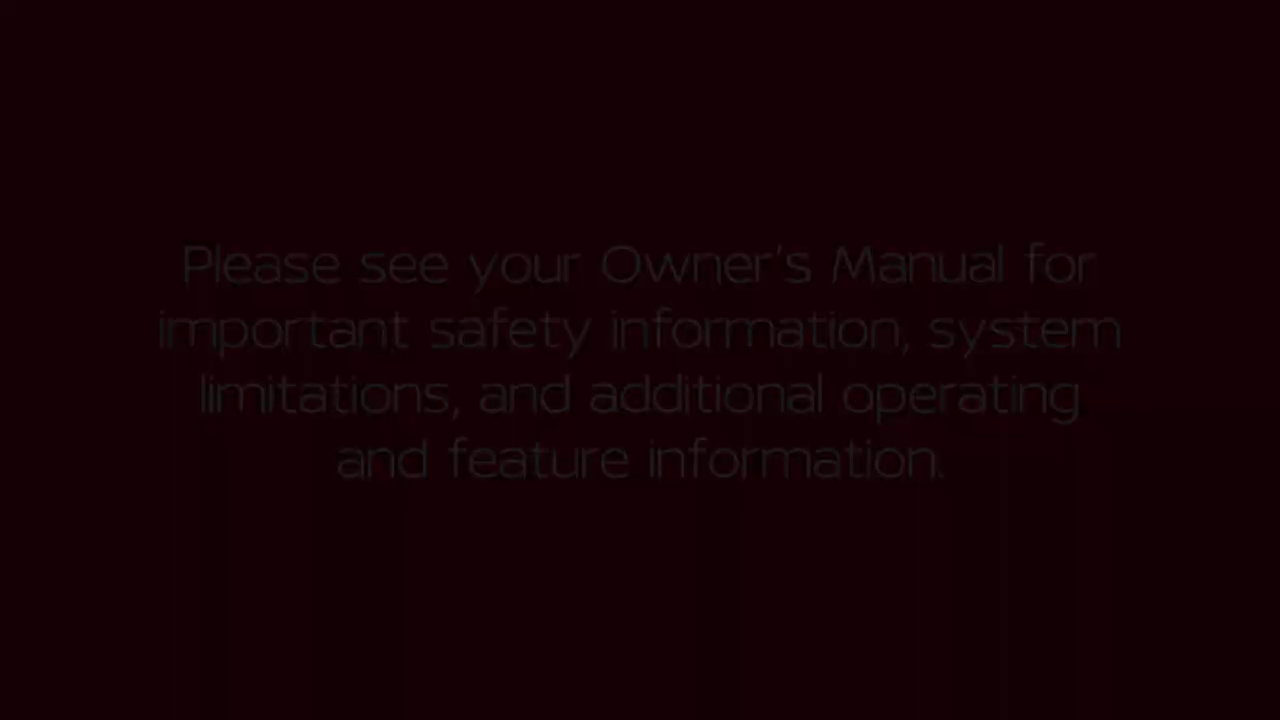 Please see your Owner's Manual for
important safety information, system
limitations, and additional operating
and feature information.